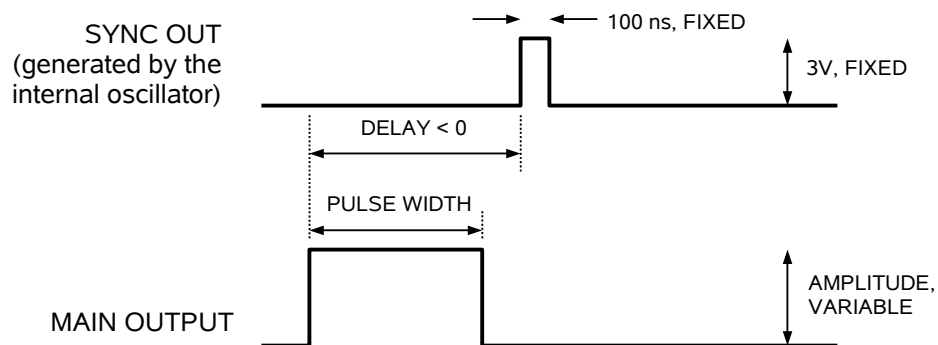 SYNC OUT
(generated by the
internal oscillator)
100 ns, FIXED
3V, FIXED
DELAY < 0
PULSE WIDTH
MAIN OUTPUT
AMPLITUDE,
VARIABLE